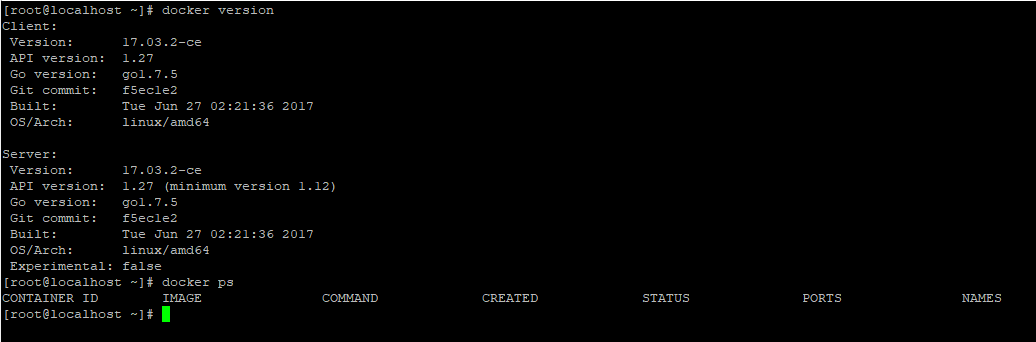 [root@localhost ~]# docker version
Client:
 Version:      17.03.2-ce
 API version:  1.27
 Go version:   go1.7.5
 Git commit:   f5ec1e2
 Built:        Tue Jun 27 02:21:36 2017
 OS/Arch:      linux/amd64

Server:
 Version:      17.03.2-ce
 API version:  1.27 (minimum version 1.12)
 Go version:   go1.7.5
 Git commit:   f5ec1e2
 Built:        Tue Jun 27 02:21:36 2017
 OS/Arch:      linux/amd64
 Experimental: false
[root@localhost ~]# docker ps
CONTAINER ID        IMAGE               COMMAND             CREATED             STATUS              PORTS               NAMES
[root@localhost ~]#